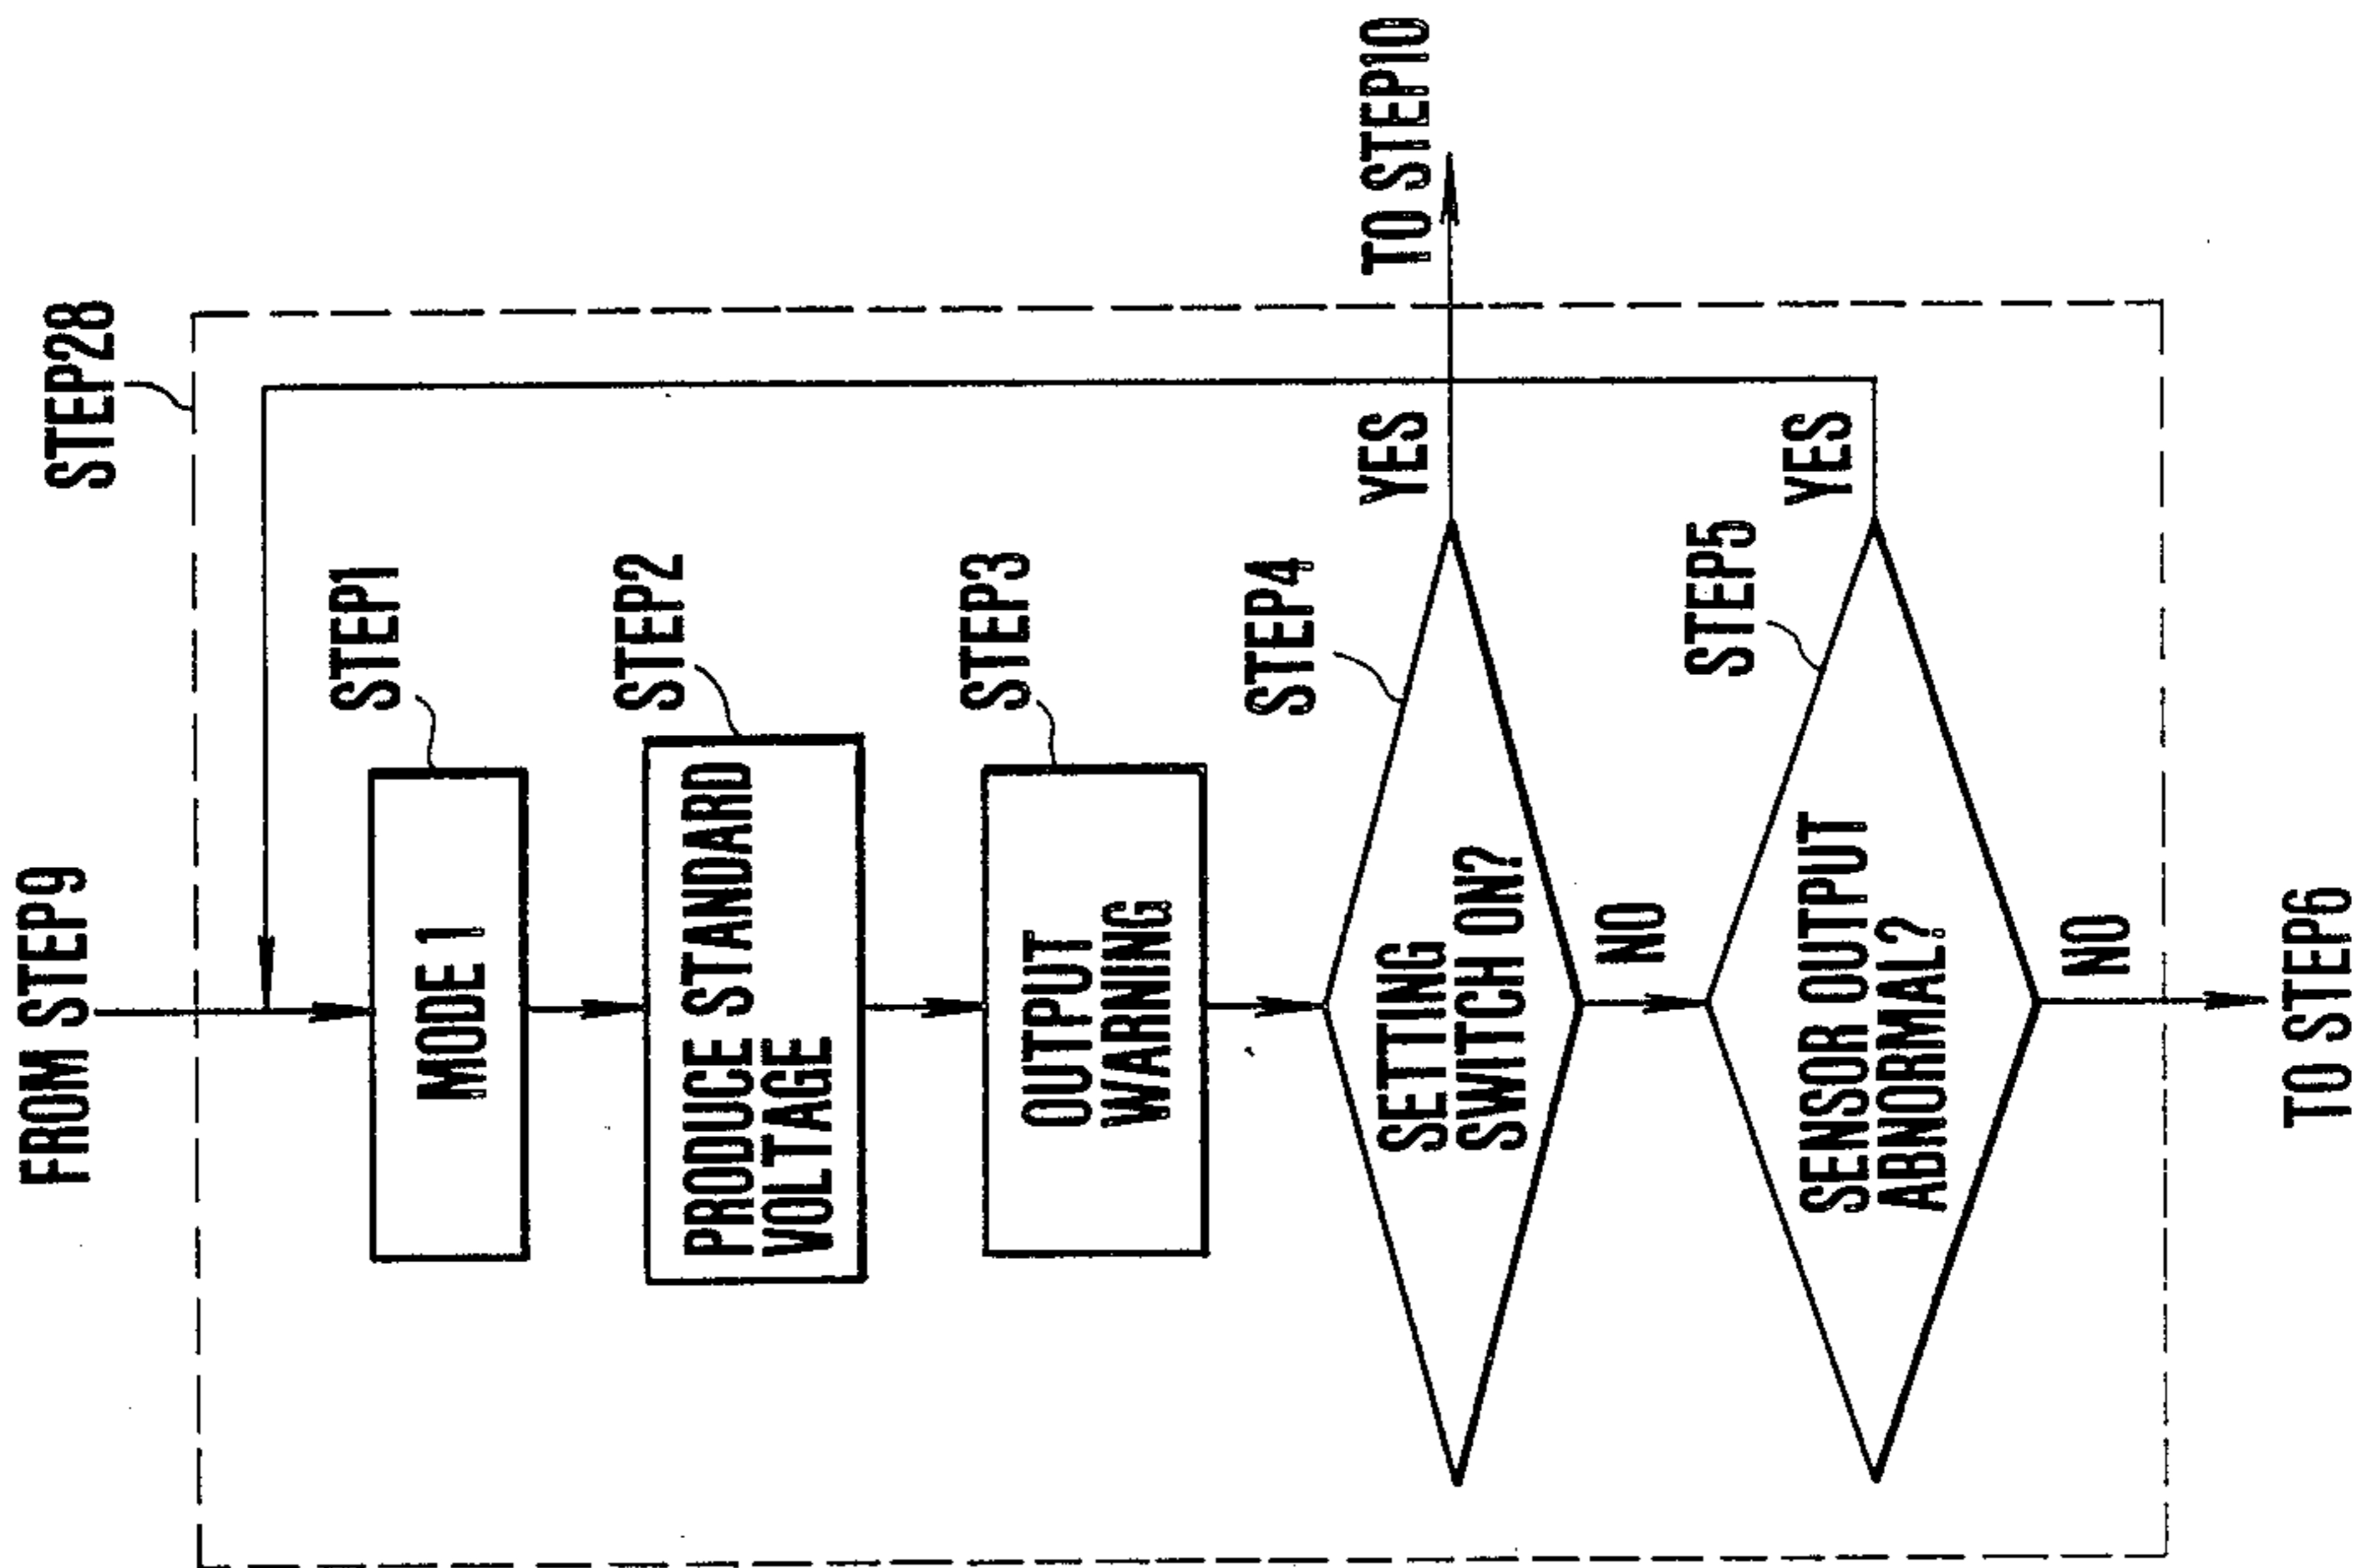 FROM STEP9
STEP28
STEP1
MODE 1
STEP2
PRODUCE STANDARD
VOLTAGE
STEP3
OUTPUT
WARNING
STEP4
SETTING
SWITCH ON?
YES
TO STEP10
NO
STEP5
SENSOR OUTPUT
ABNORMAL?
YES
NO
TO STEP6